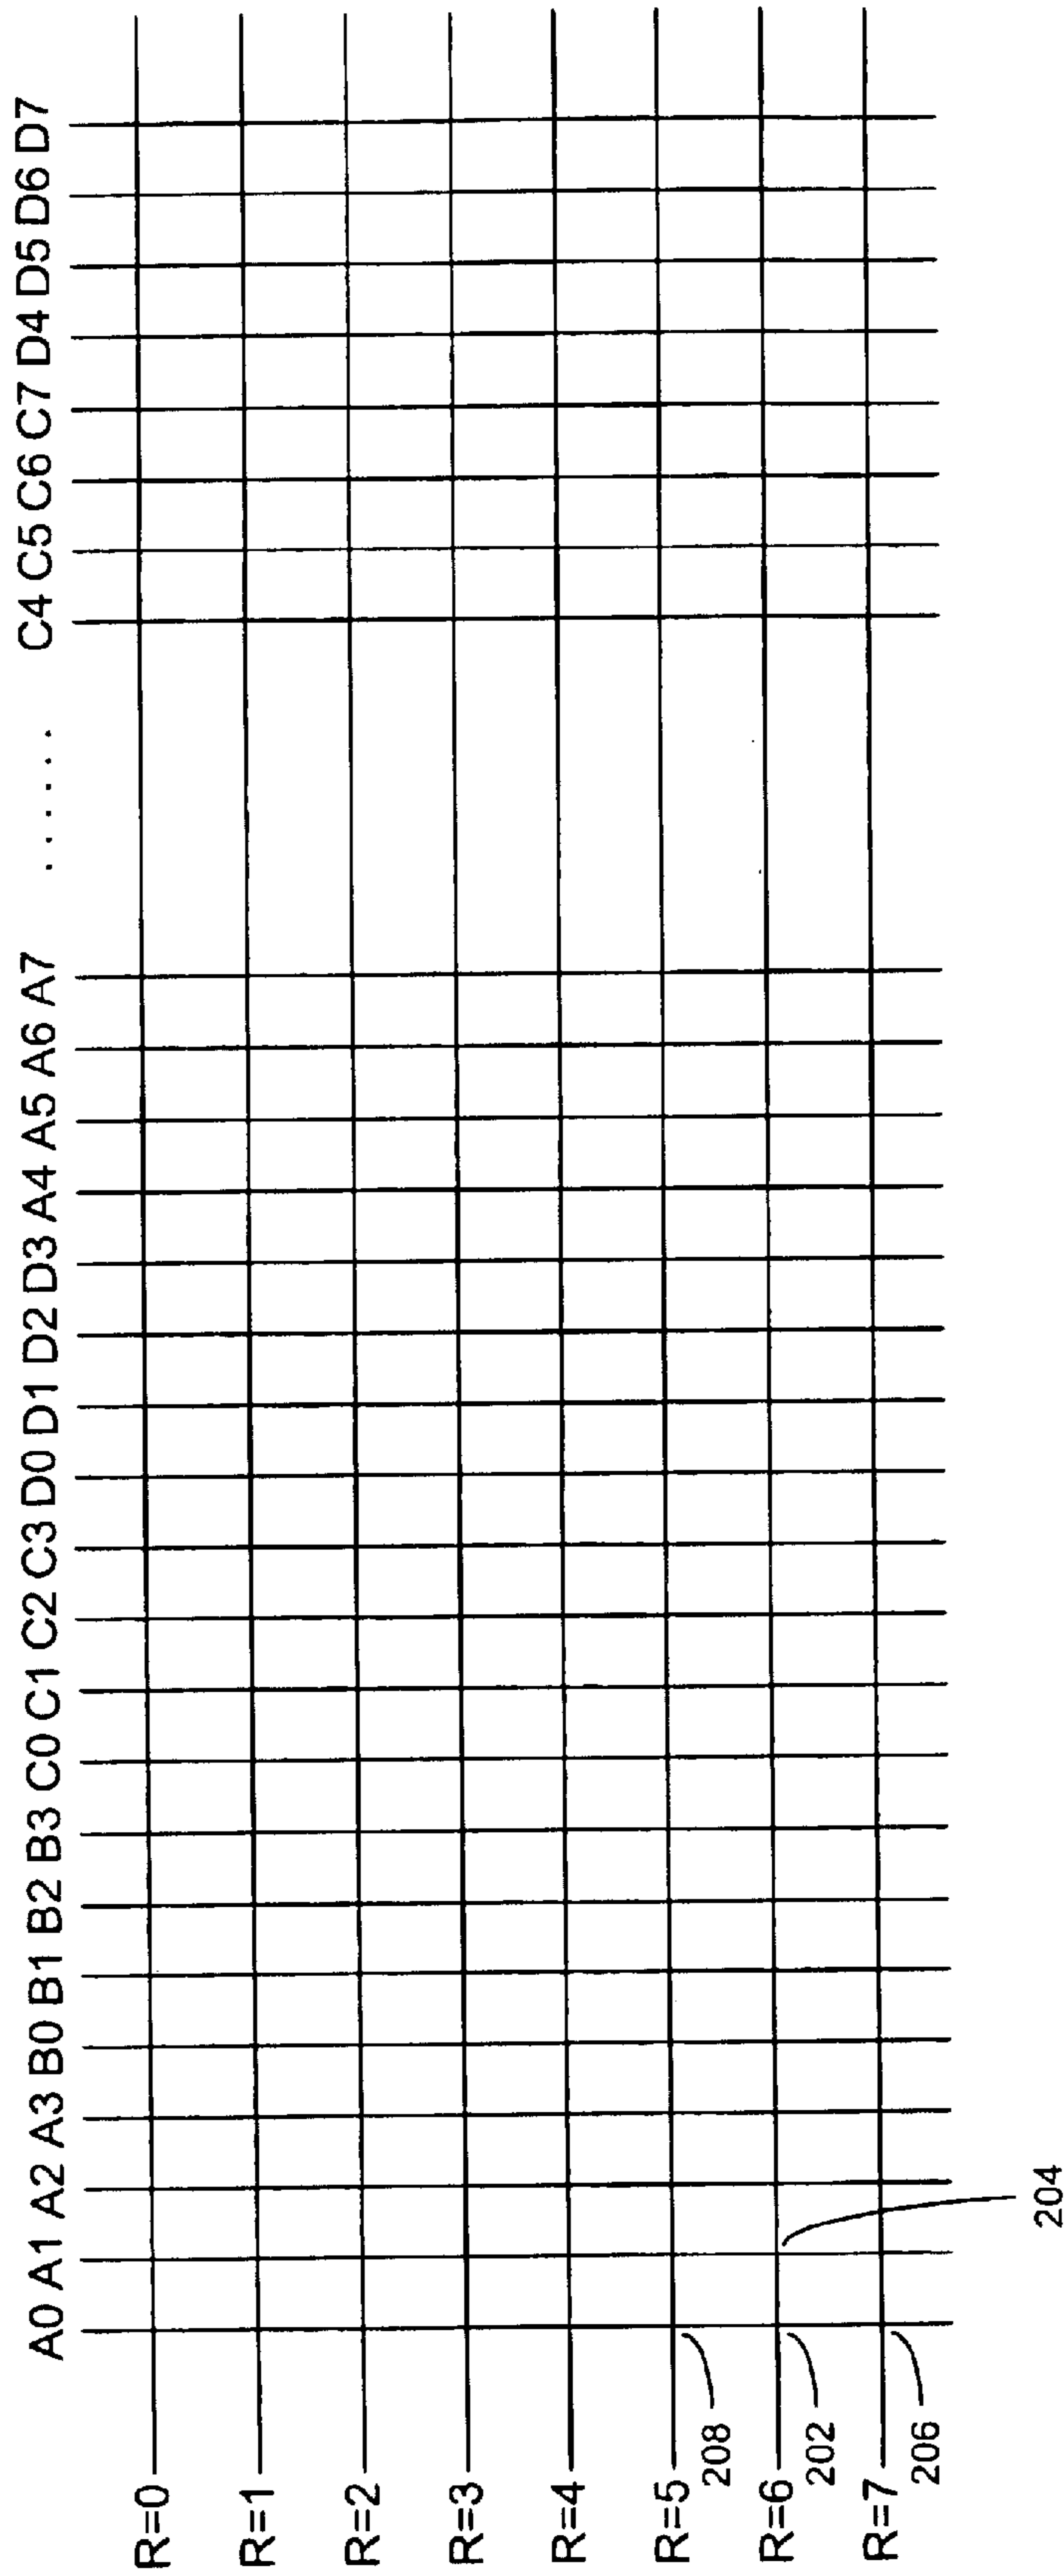 A0 A1 A2 A3 B0 B1 B2 B3 C0 C1 C2 C3 D0 D1 D2 D3 A4 A5 A6 A7 ...... C4 C5 C6 C7 D4 D5 D6 D7
R=0
R=1
R=2
R=3
R=4
R=5
208
R=6
202
R=7
206
204